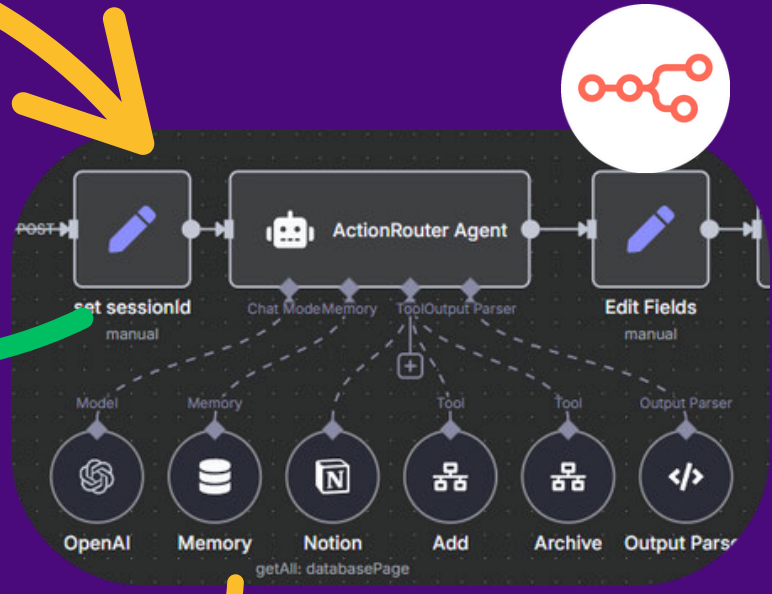 POST
ActionRouter Agent
set sessionId
manual
Chat Mode
Memory
Tool
Output Parser
Edit Fields
manual
Model
Memory
Tool
Tool
Output Parser
N
OpenAI
Memory
Notion
getAll: databasePage
Add
Archive
Output Parse